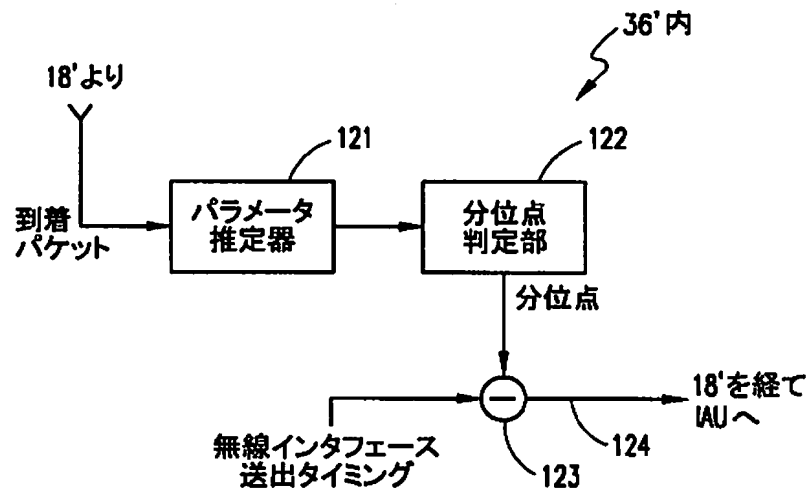 36'内
18'より
121
122
到着
パケット
パラメータ
推定器
分位点
判定部
分位点
18'を経て
IAUへ
無線インタフェース
送出タイミング
123
124